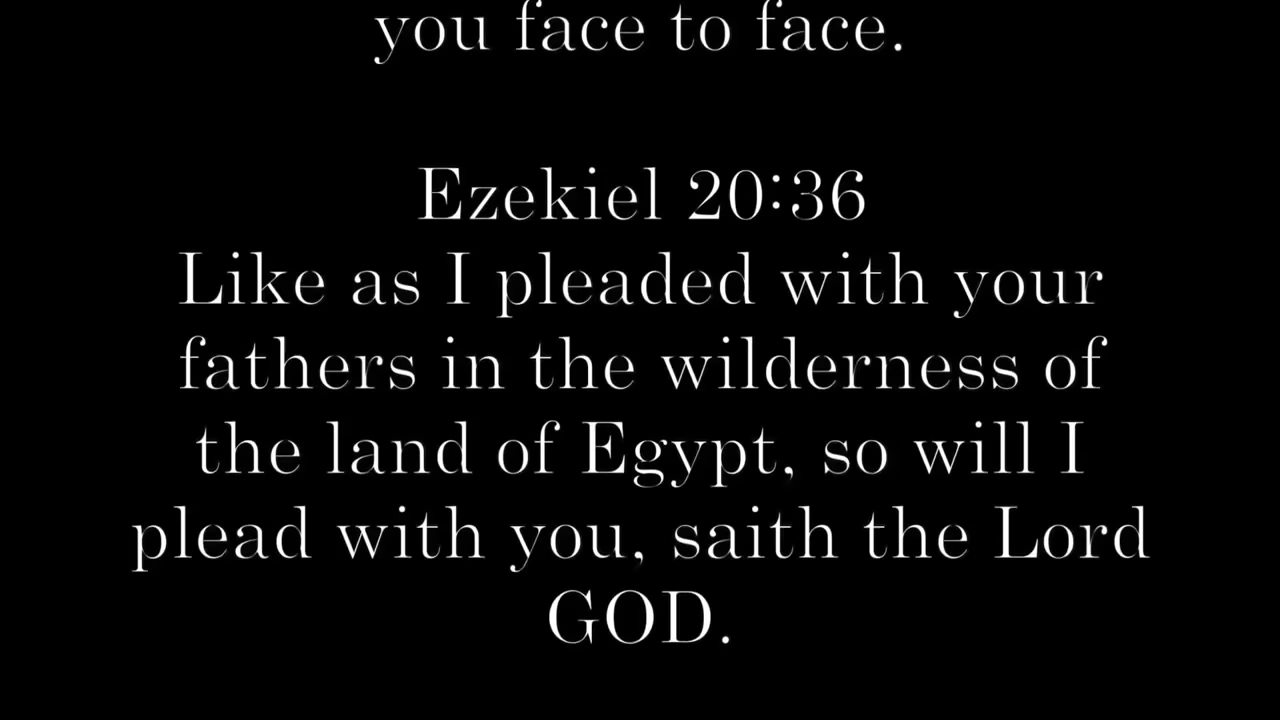 you face to face.
Ezekiel 20:36
Like as I pleaded with your
fathers in the wilderness of
the land of Egypt, so will I
plead with you, saith the Lord
GOD.